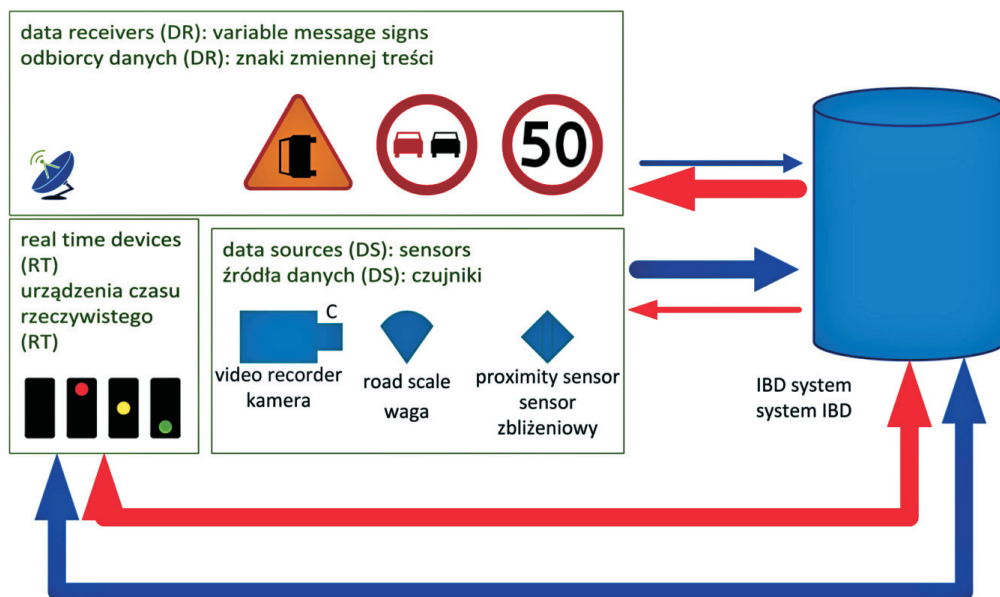 data receivers (DR): variable message signs
odbiorcy danych (DR): znaki zmiennej treści
50
real time devices
(RT)
urządzenia czasu
rzeczywistego
(RT)
data sources (DS): sensors
źródła danych (DS): czujniki
C
video recorder
kamera
road scale
waga
proximity sensor
sensor
zbliżeniowy
IBD system
system IBD